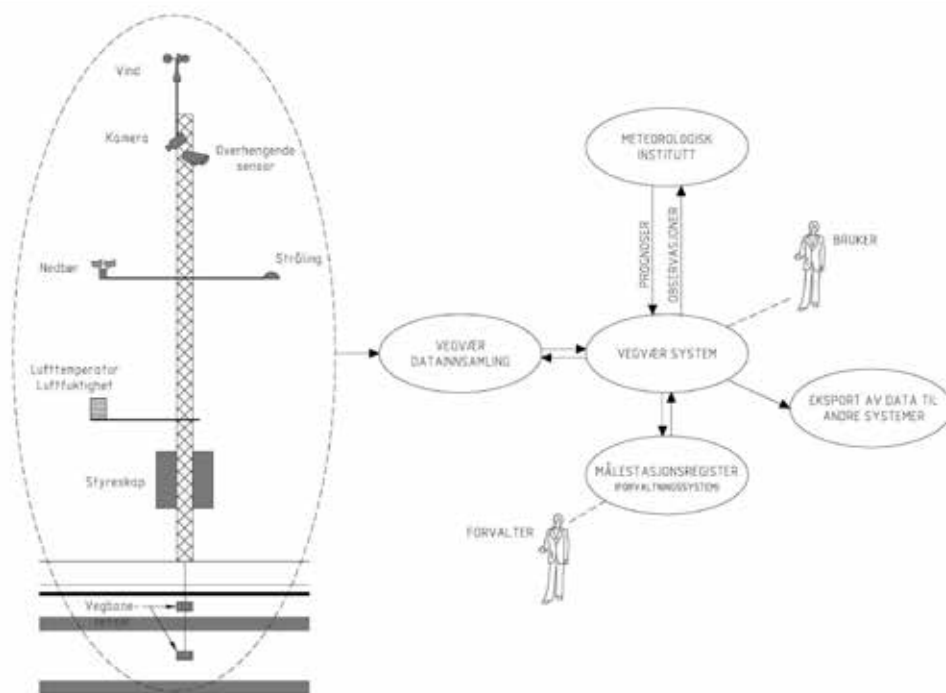 Vind
Kamera
Overhengende
sensor
Nedbør
Stråling
Lufttemperatur
Luftfuktighet
Styreskap
Vegbane-
sensor
VEGVÆR
DATAINNSAMLING
METEOROLOGISK
INSTITUTT
PROGNOSER
OBSERVASJONER
BRUKER
VEGVÆR SYSTEM
EKSPORT AV DATA TIL
ANDRE SYSTEMER
MÅLESTASJONSREGISTER
(FORVALTNINGSSYSTEM)
FORVALTER